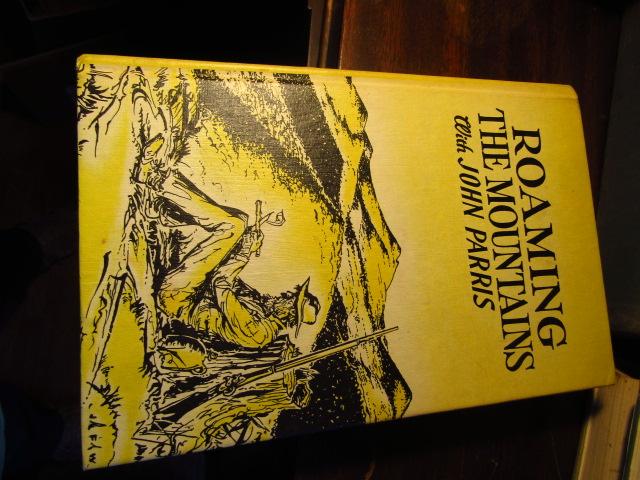 ROAMING
THE MOUNTAINS
With JOHN PARRIS